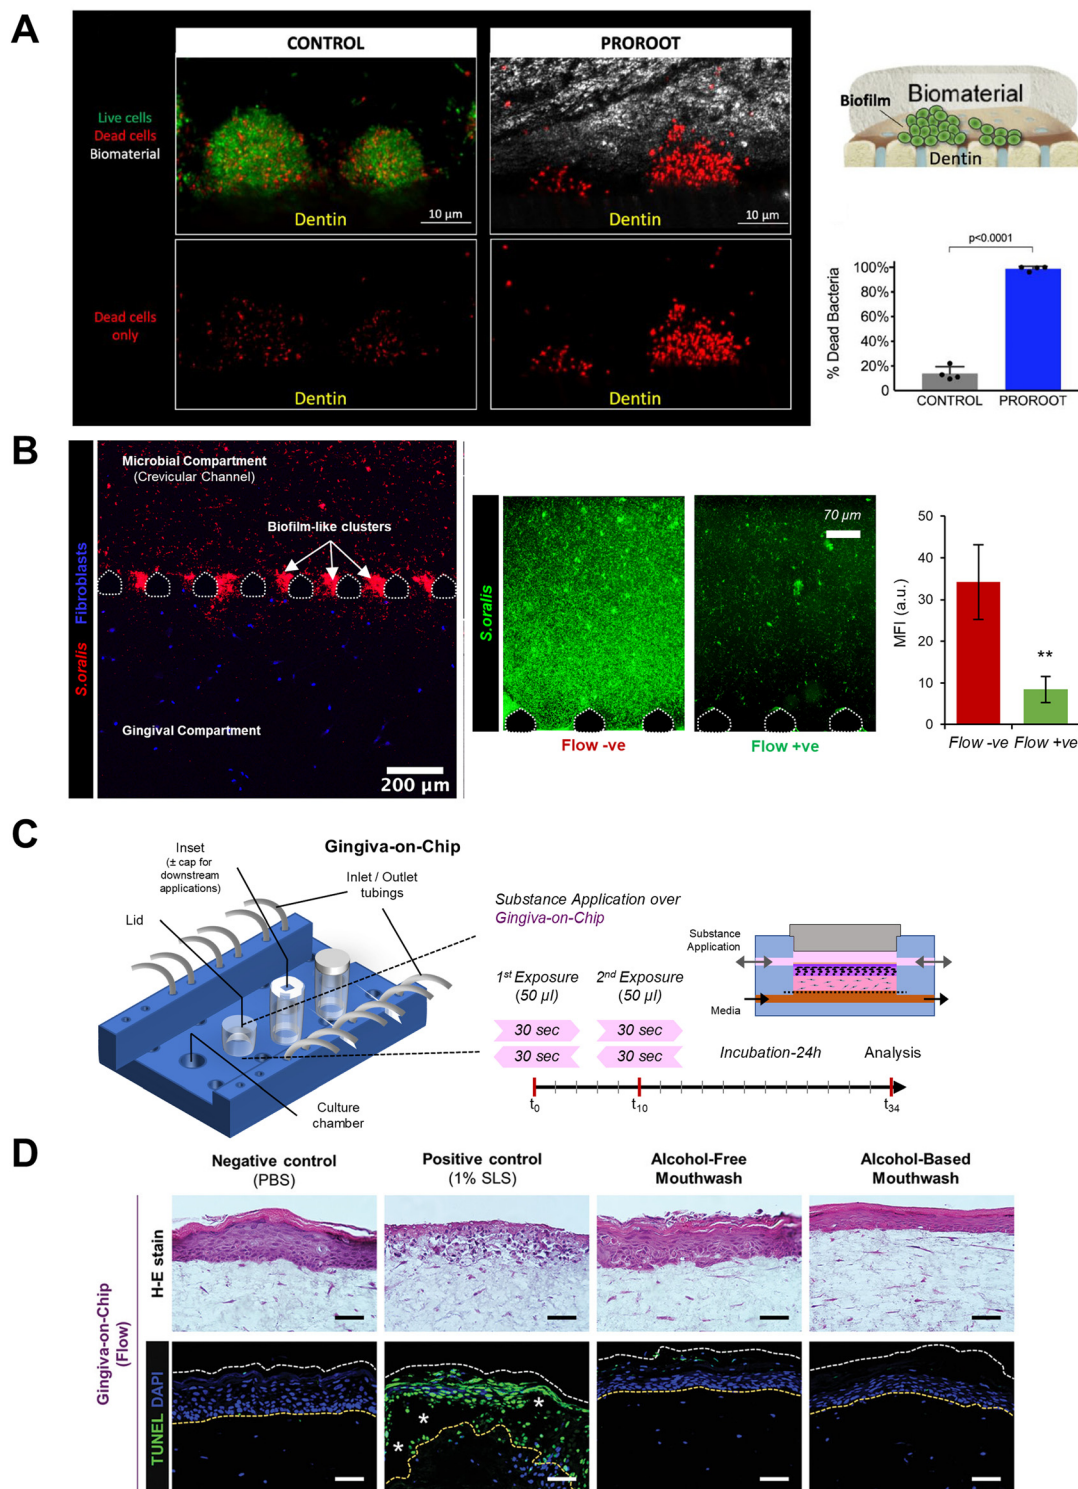 A
CONTROL
PROROOT
Live cells
Dead cells
Biomaterial
Dentin
10 µm
Dentin
10 µm
Dead cells
only
Dentin
Dentin
Biomaterial
Biofilm
Dentin
p<0.0001
% Dead Bacteria
100%
80%
60%
40%
20%
0
CONTROL
PROROOT
B
S.oralis Fibroblasts
Microbial Compartment
(Crevicular Channel)
Biofilm-like clusters
Gingival Compartment
200 µm
S.oralis
70 µm
Flow -ve
Flow +ve
MFI (a.u.)
50
40
30
20
10
0
**
Flow -ve Flow +ve
C
Gingiva-on-Chip
Inset
(± cap for
downstream
applications)
Inlet / Outlet
tubings
Lid
Culture
chamber
Substance Application over
Gingiva-on-Chip
1st Exposure
(50 µl)
2nd Exposure
(50 µl)
30 sec
30 sec
30 sec
30 sec
Substance
Application
Media
Incubation-24h
Analysis
t0
t10
t34
D
Negative control
(PBS)
Positive control
(1% SLS)
Alcohol-Free
Mouthwash
Alcohol-Based
Mouthwash
Gingiva-on-Chip
(Flow)
H-E stain
TUNEL DAPI
*
*
*